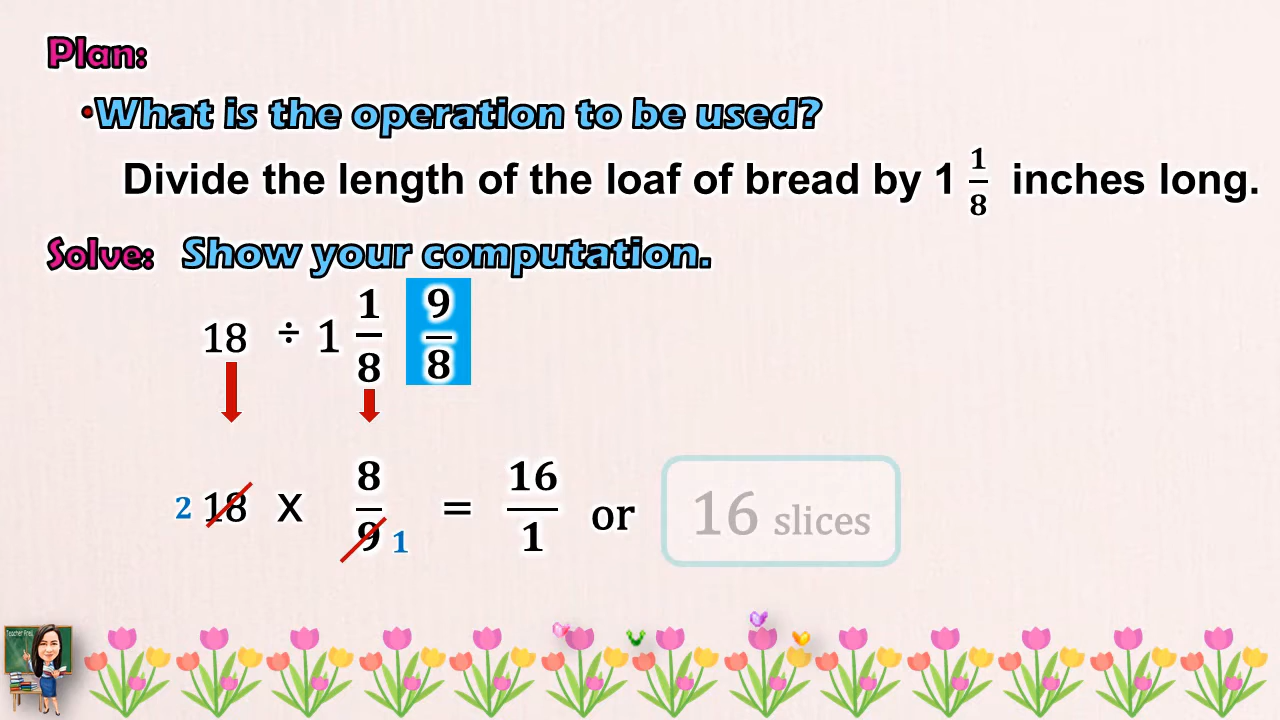 Plan:
•What is the operation to be used?
Divide the length of the loaf of bread by 1 1/8 inches long.
Solve: Show your computation.
18 ÷ 1 1/8 9/8
2 18 x 8/9 1 = 16/1 or 16 slices